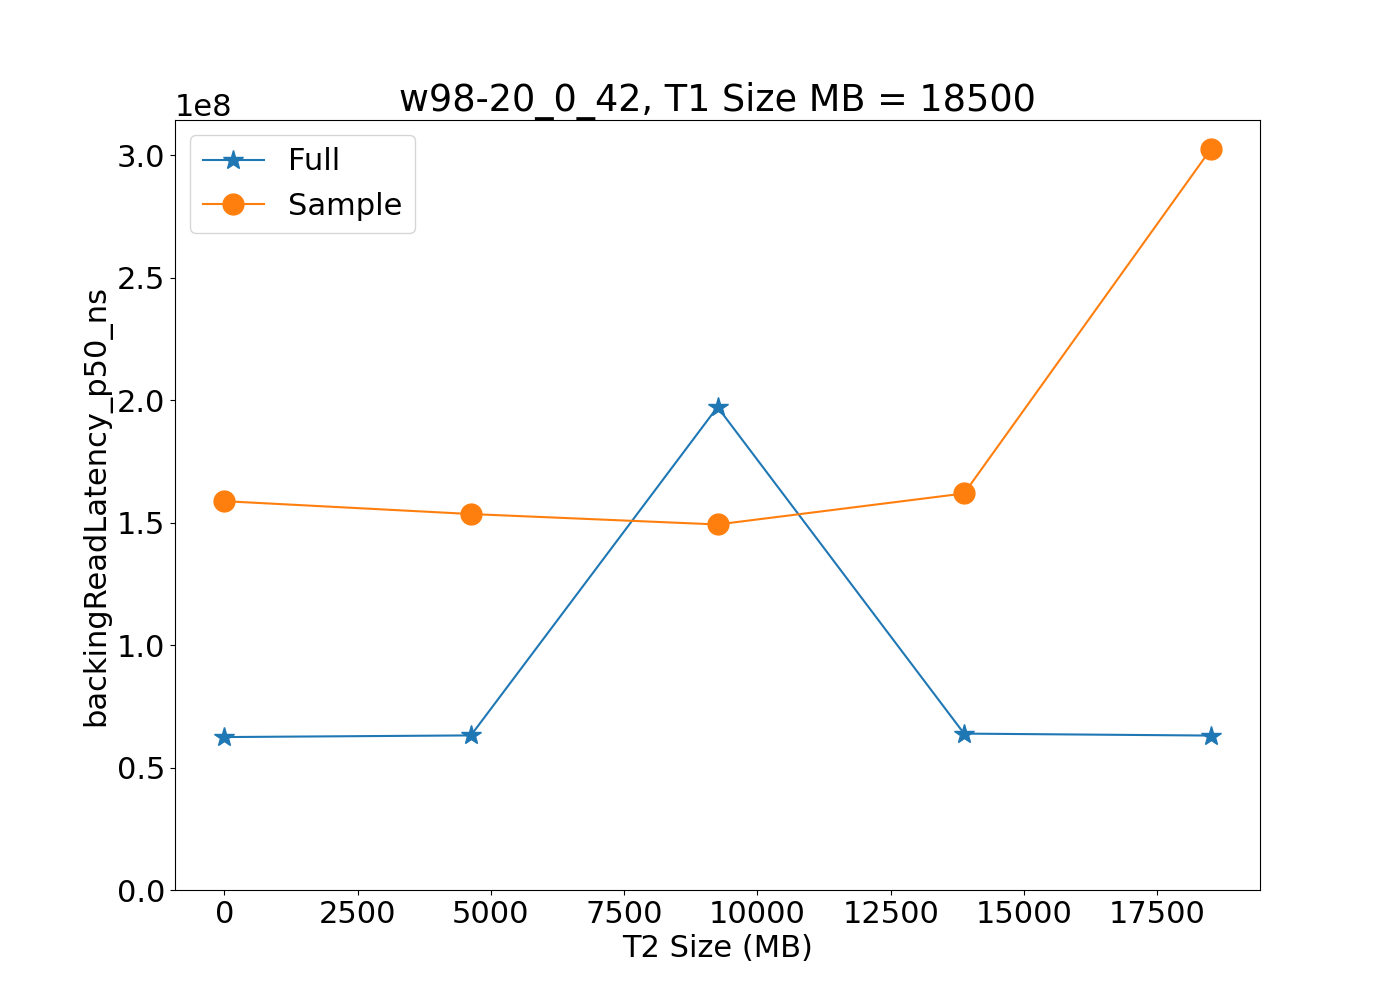 w98-20_0_42, T1 Size MB = 18500
1e8
Full
Sample
3.0
2.5
2.0
1.5
1.0
0.5
0.0
backingReadLatency_p50_ns
0 2500 5000 7500 10000 12500 15000 17500
T2 Size (MB)